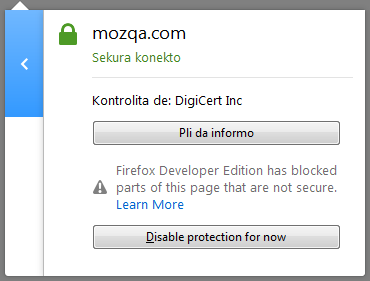 mozqa.com
Sekura konekto
Kontrolita de: DigiCert Inc
Pli da informo
Firefox Developer Edition has blocked
parts of this page that are not secure.
Learn More
Disable protection for now